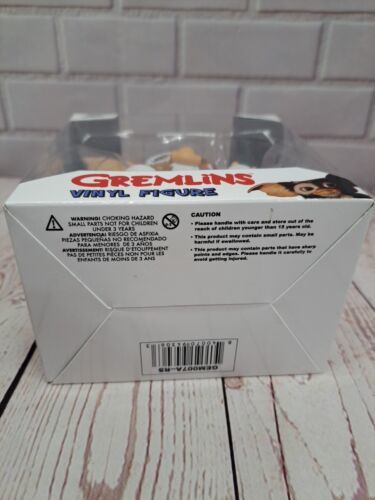 GREMLINS
VINYL FIGURE
WARNING: CHOKING HAZARD
SMALL PARTS NOT FOR CHILDREN
UNDER 3 YEARS
ADVERTENCIA: RIESGO DE ASFIXIA
PIEZAS PEQUEÑAS NO RECOMENDADO
PARA MENORES DE 3 AÑOS
AVERTISSEMENT: RISQUE D'ÉTOUFFEMENT
PAS DE PETITES PIÈCES NON POUR LES
ENFANTS DE MOINS DE 3 ANS
CAUTION
• Please handle with care and store out of the
reach of children younger than 12 years old.
• This product may contain small parts. May be
harmful if swallowed.
• This product may contain parts that have sharp
points and edges. Please handle it carefully to
avoid getting injured.
GEM007A-RS